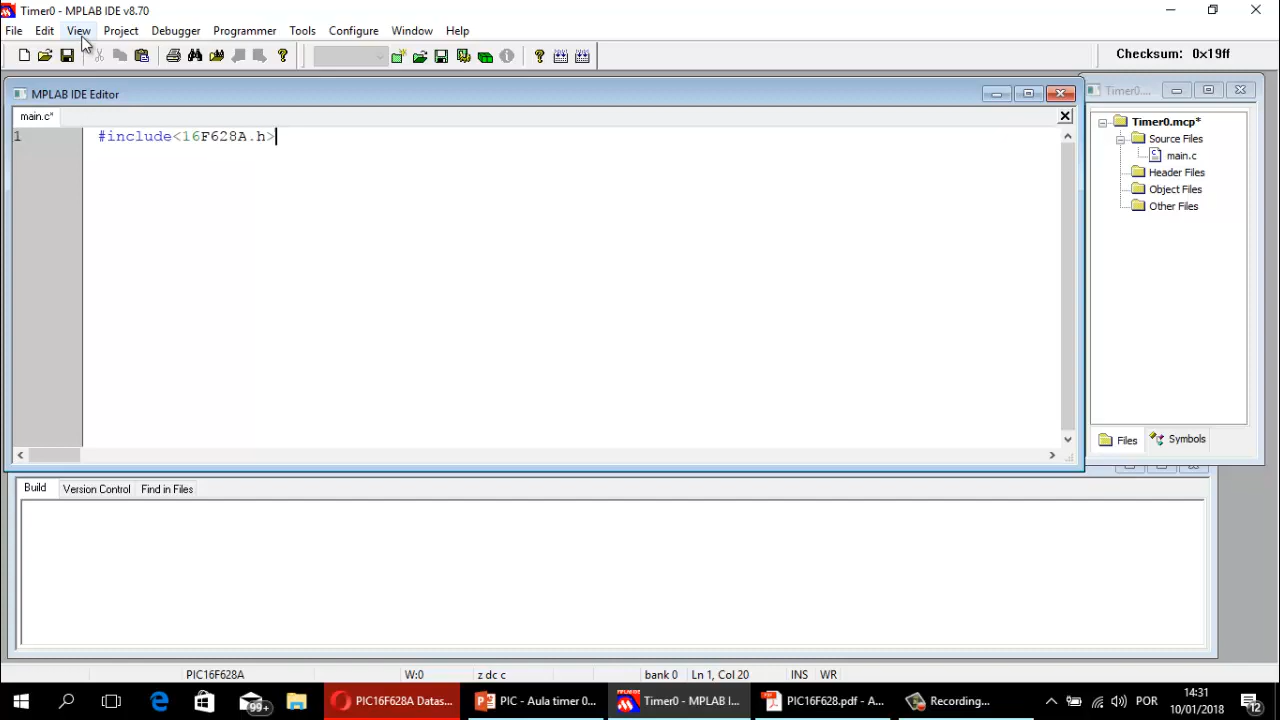 Timer0 - MPLAB IDE v8.70
File Edit View Project Debugger Programmer Tools Configure Window Help
Checksum: 0x19ff
MPLAB IDE Editor
main.c*
1 #include<16F628A.h>
Timer0....
Timer0.mcp*
Source Files
main.c
Header Files
Object Files
Other Files
Files Symbols
Build Version Control Find in Files
PIC16F628A W:0 z dc c bank 0 Ln 1, Col 20 INS WR
99+ PIC16F628A Datas... PIC - Aula timer 0... Timer0 - MPLAB I... PIC16F628.pdf - A... Recording... POR 14:31
10/01/2018 12